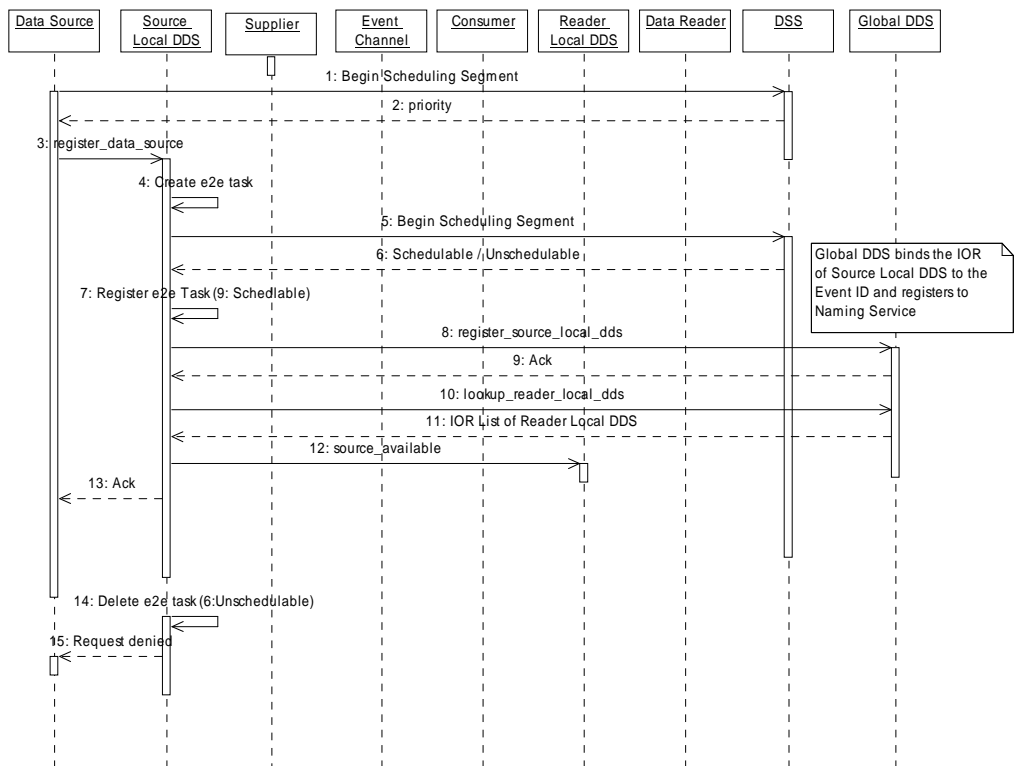 Data Source
Source
Local DDS
Supplier
Event
Channel
Consumer
Reader
Local DDS
Data Reader
DSS
Global DDS
1: Begin Scheduling Segment
2: priority
3: register_data_source
4: Create e2e task
5: Begin Scheduling Segment
6: Schedulable / Unschedulable
Global DDS binds the IOR
of Source Local DDS to the
Event ID and registers to
Naming Service
7: Register e2e Task (9: Schedlable)
8: register_source_local_dds
9: Ack
10: lookup_reader_local_dds
11: IOR List of Reader Local DDS
12: source_available
13: Ack
14: Delete e2e task (6:Unschedulable)
15: Request denied